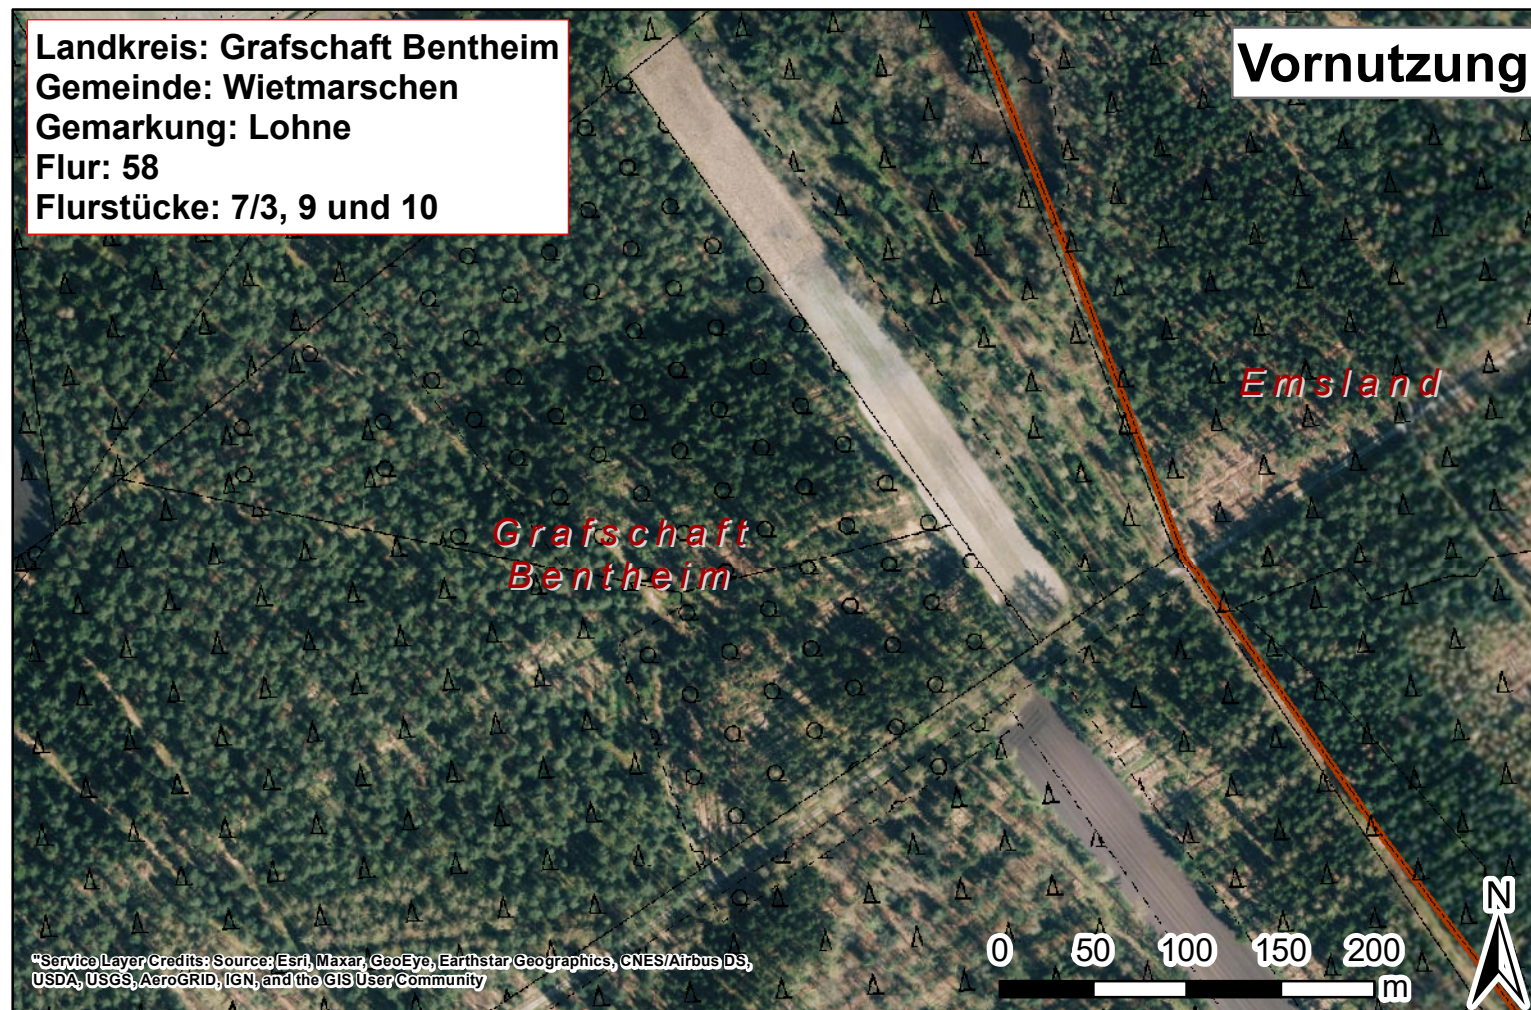 Landkreis: Grafschaft Bentheim
Gemeinde: Wietmarschen
Gemarkung: Lohne
Flur: 58
Flurstücke: 7/3, 9 und 10
Vornutzung
Emsland
Grafschaft
Bentheim
"Service Layer Credits: Source: Esri, Maxar, GeoEye, Earthstar Geographics, CNES/Airbus DS,
USDA, USGS, AeroGRID, IGN, and the GIS User Community
0 50 100 150 200
m
N